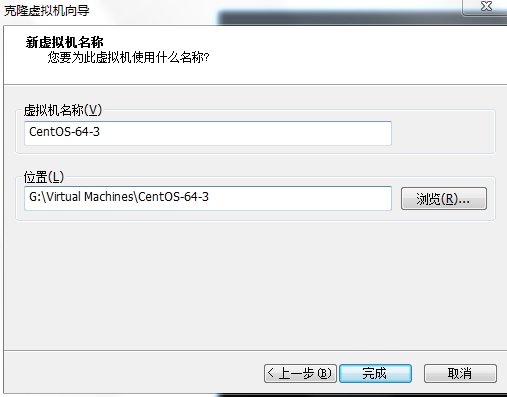 克隆虚拟机向导
新虚拟机名称
您要为此虚拟机使用什么名称?
虚拟机名称(V)
CentOS-64-3
位置(L)
G:\Virtual Machines\CentOS-64-3
浏览(R)...
< 上一步(B)
完成
取消